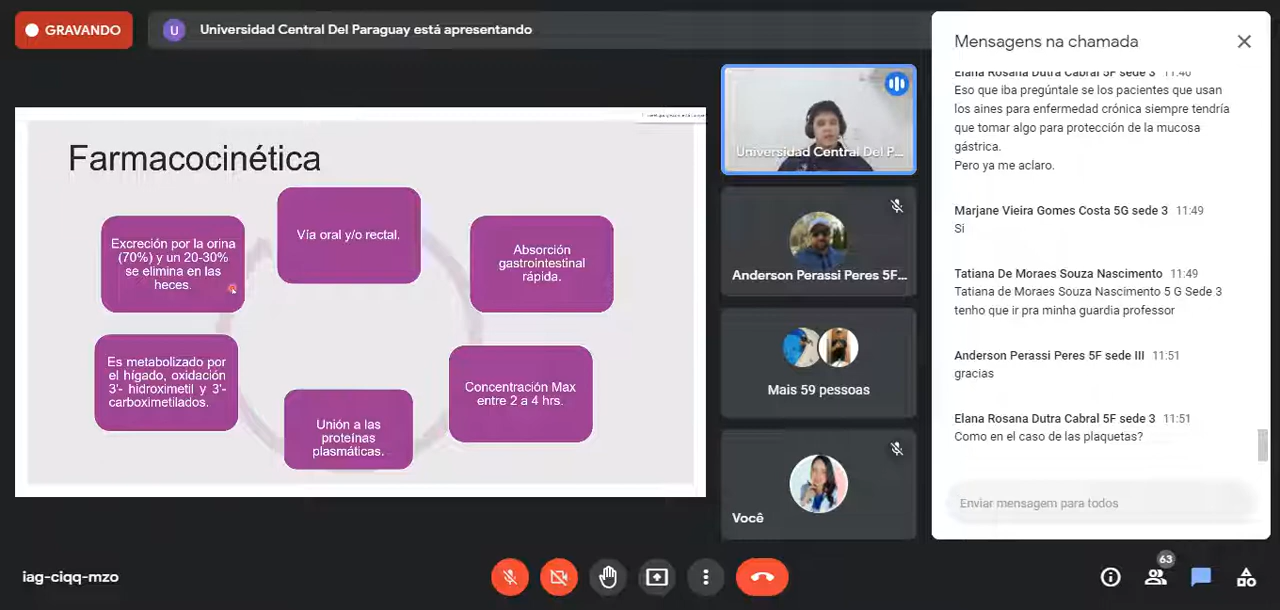 GRAVANDO
U
Universidad Central Del Paraguay está apresentando
Farmacocinética
Vía oral y/o rectal.
Absorción
gastrointestinal
rápida.
Concentración Max
entre 2 a 4 hrs.
Unión a las
proteínas
plasmáticas.
Es metabolizado por
el hígado, oxidación
3'- hidroximetil y 3'-
carboximetilados.
Excreción por la orina
(70%) y un 20-30%
se elimina en las
heces.
Universidad Central Del P...
Anderson Perassi Peres 5F...
Mais 59 pessoas
Você
Mensagens na chamada
Elana Rosana Dutra Cabral 5F sede 3 11:46
Eso que iba pregúntale se los pacientes que usan
los aines para enfermedad crónica siempre tendría
que tomar algo para protección de la mucosa
gástrica.
Pero ya me aclaro.
Marjane Vieira Gomes Costa 5G sede 3 11:49
Si
Tatiana De Moraes Souza Nascimento 11:49
Tatiana de Moraes Souza Nascimento 5 G Sede 3
tenho que ir pra minha guardia professor
Anderson Perassi Peres 5F sede III 11:51
gracias
Elana Rosana Dutra Cabral 5F sede 3 11:51
Como en el caso de las plaquetas?
Enviar mensagem para todos
iag-ciqq-mzo
63